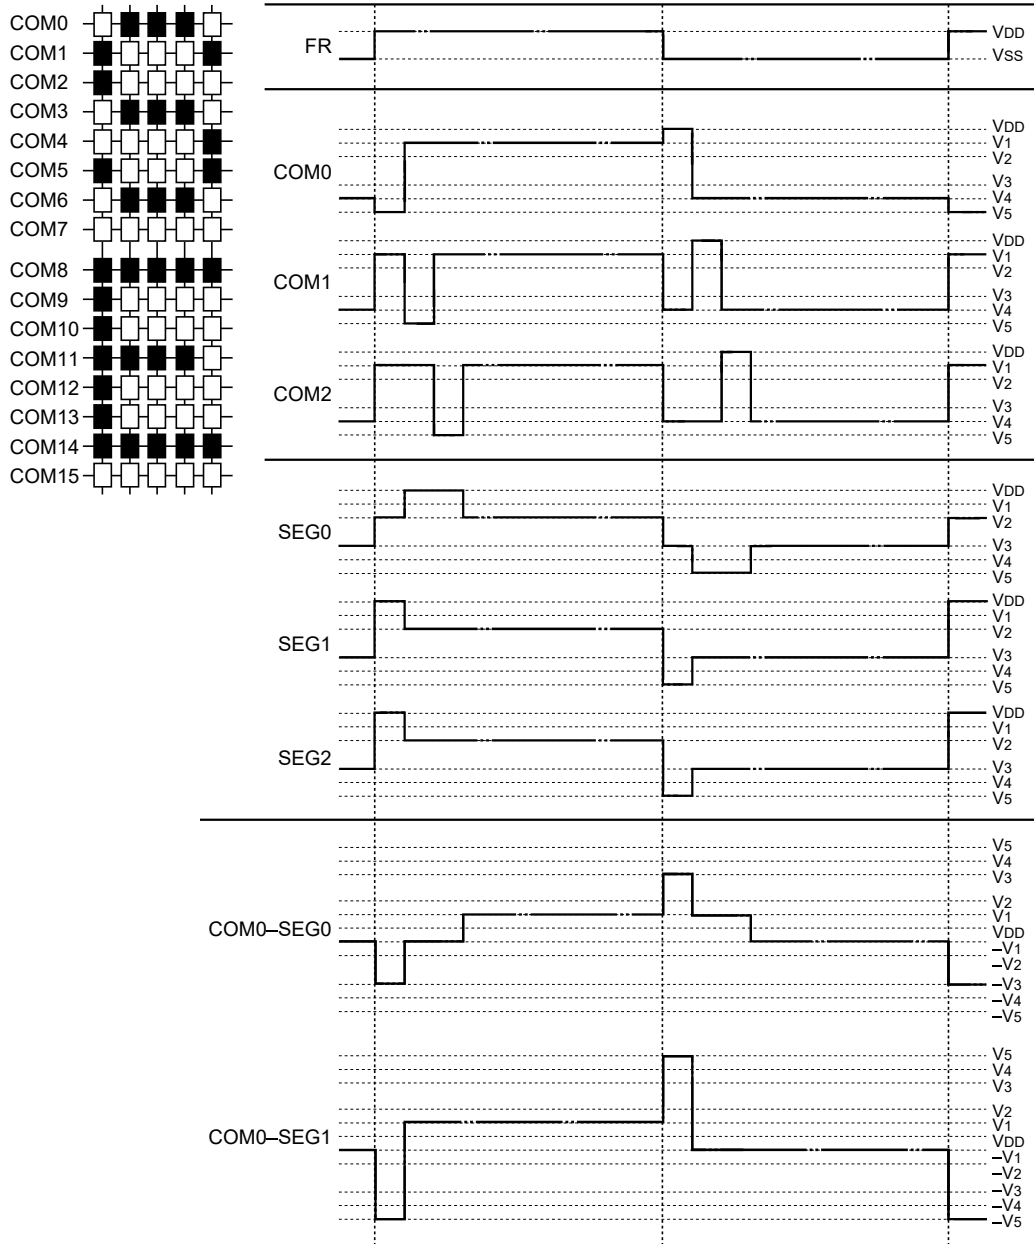 COM0
COM1
COM2
COM3
COM4
COM5
COM6
COM7
COM8
COM9
COM10
COM11
COM12
COM13
COM14
COM15
FR
VDD
VSS
COM0
VDD
V1
V2
V3
V4
V5
COM1
VDD
V1
V2
V3
V4
V5
COM2
VDD
V1
V2
V3
V4
V5
SEG0
VDD
V1
V2
V3
V4
V5
SEG1
VDD
V1
V2
V3
V4
V5
SEG2
VDD
V1
V2
V3
V4
V5
COM0–SEG0
V5
V4
V3
V2
V1
VDD
–V1
–V2
–V3
–V4
–V5
COM0–SEG1
V5
V4
V3
V2
V1
VDD
–V1
–V2
–V3
–V4
–V5